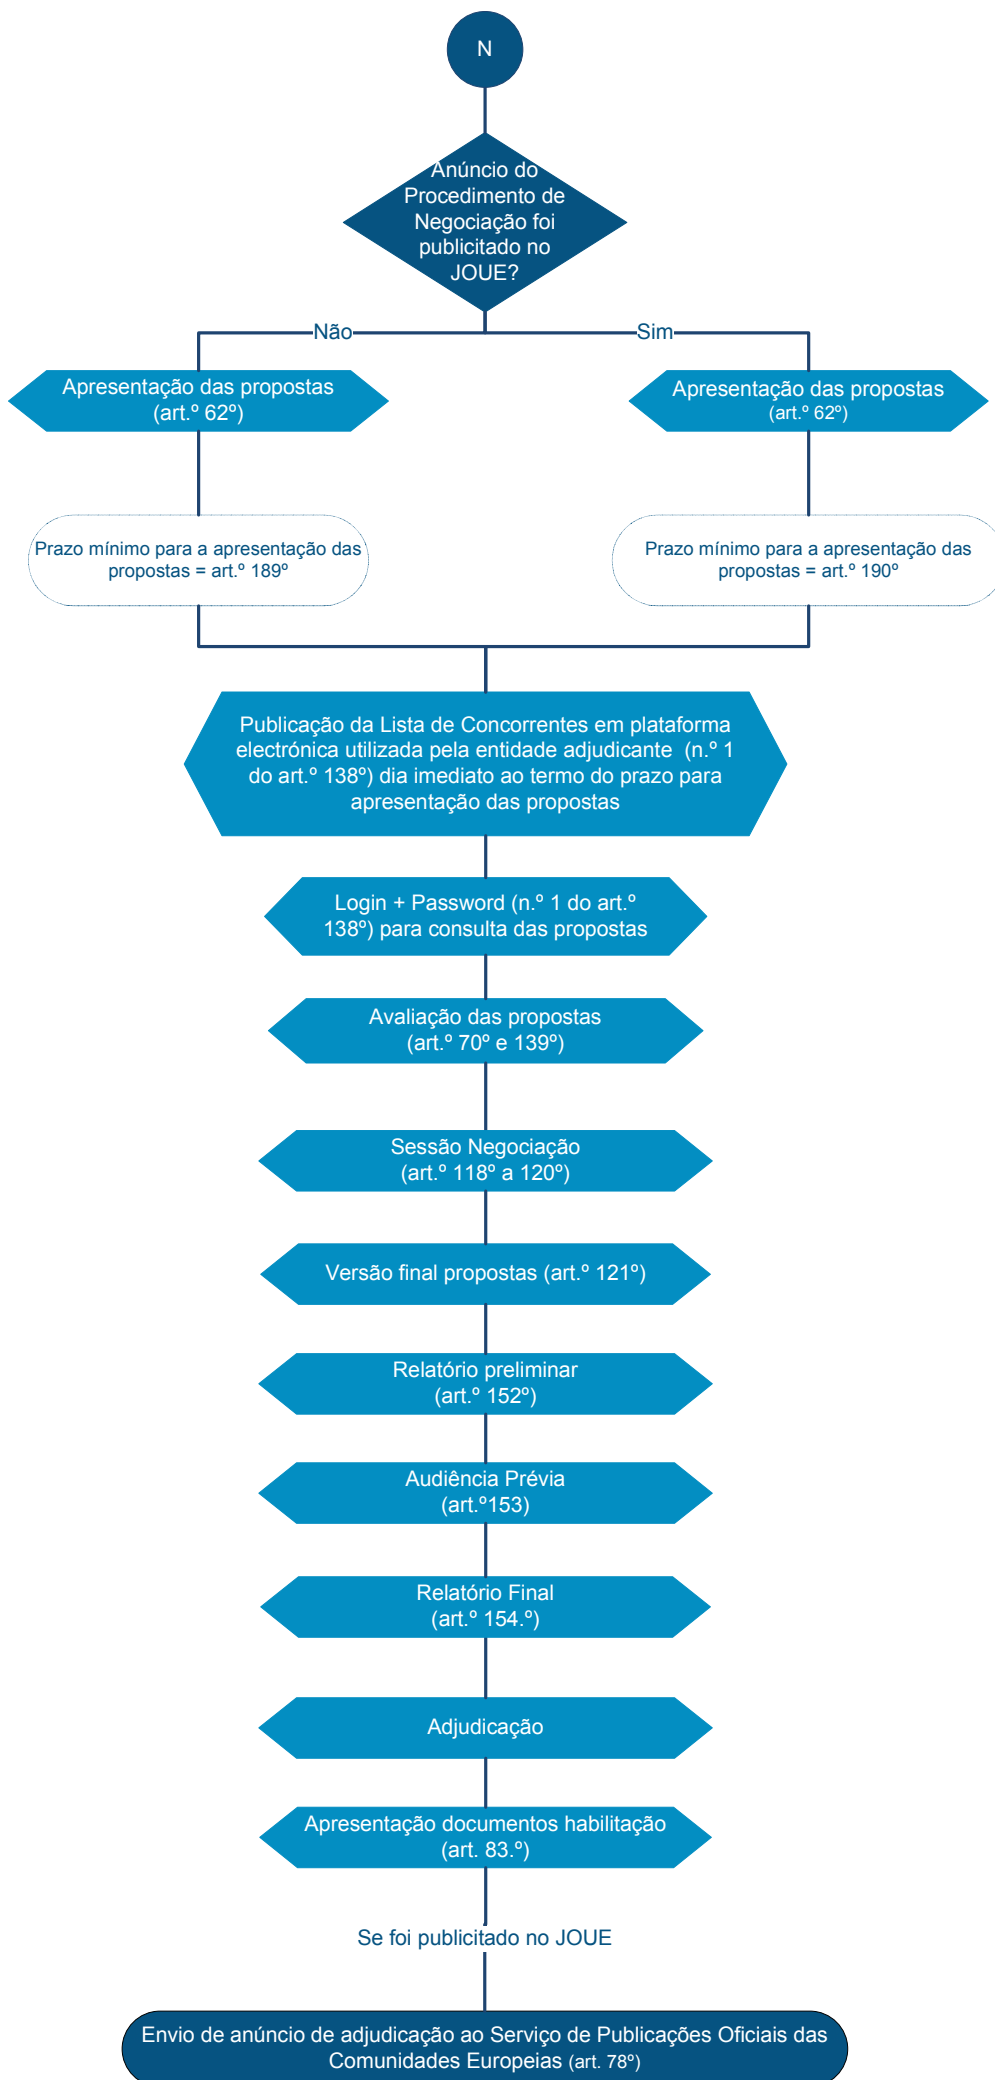 N
Anúncio do
Procedimento de
Negociação foi
publicitado no
JOUE?
Não
Sim
Apresentação das propostas
(art.º 62º)
Apresentação das propostas
(art.º 62º)
Prazo mínimo para a apresentação das
propostas = art.º 189º
Prazo mínimo para a apresentação das
propostas = art.º 190º
Publicação da Lista de Concorrentes em plataforma
electrónica utilizada pela entidade adjudicante (n.º 1
do art.º 138º) dia imediato ao termo do prazo para
apresentação das propostas
Login + Password (n.º 1 do art.º
138º) para consulta das propostas
Avaliação das propostas
(art.º 70º e 139º)
Sessão Negociação
(art.º 118º a 120º)
Versão final propostas (art.º 121º)
Relatório preliminar
(art.º 152º)
Audiência Prévia
(art.º153)
Relatório Final
(art.º 154.º)
Adjudicação
Apresentação documentos habilitação
(art. 83.º)
Se foi publicitado no JOUE
Envio de anúncio de adjudicação ao Serviço de Publicações Oficiais das
Comunidades Europeias (art. 78º)